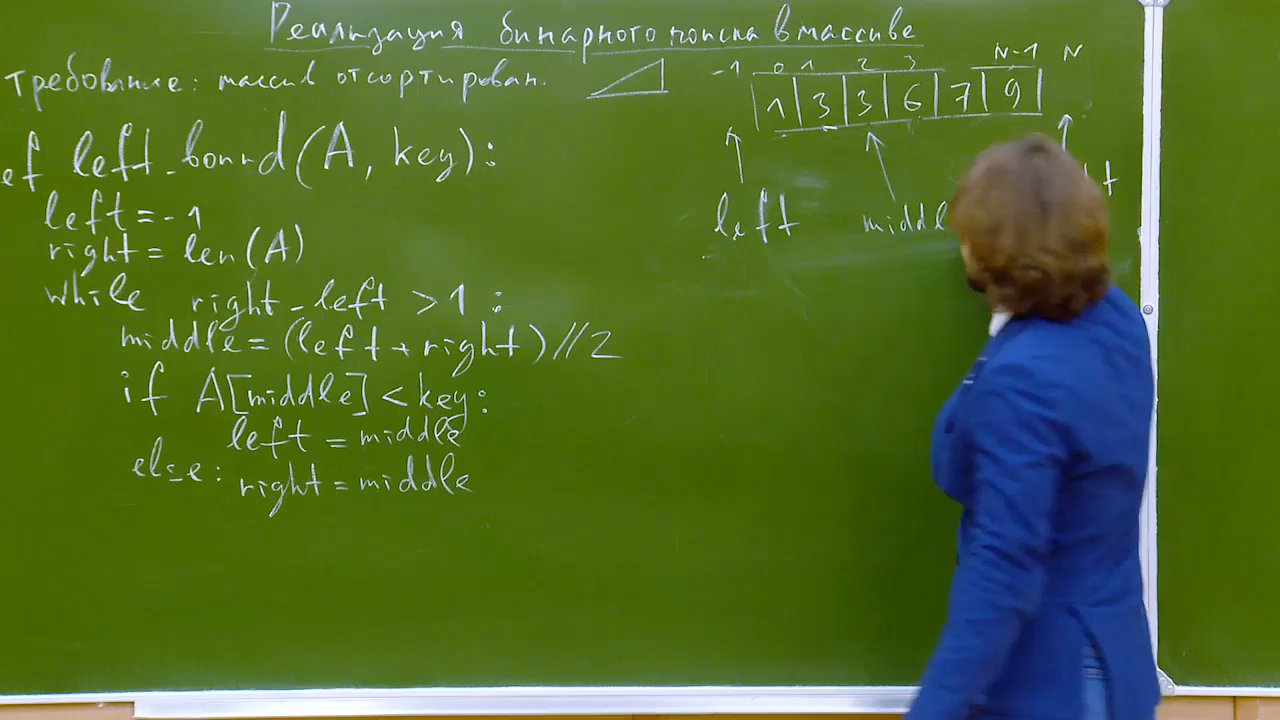 Реализация бинарного поиска в массиве
Требование: массив отсортирован.
ef left_bound(A, key):
left = -1
right = len(A)
while right - left > 1 :
middle = (left + right) // 2
if A[middle] < key:
left = middle
else: right = middle
-1 0 1 2 3 N-1 N
1 3 3 6 7 9
left middl t